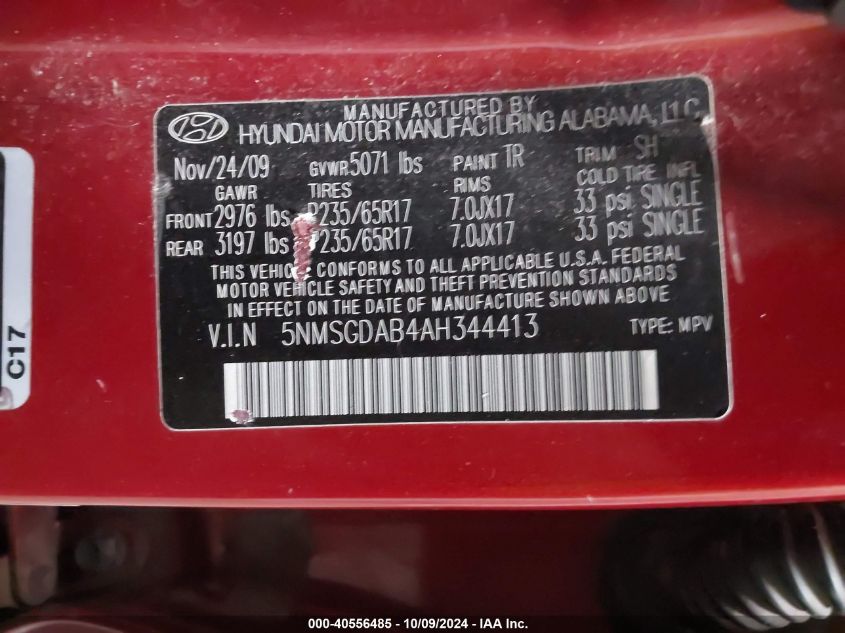 MANUFACTURED BY
HYUNDAI MOTOR MANUFACTURING ALABAMA, LLC
Nov/24/09 GVWR 5071 lbs PAINT TR TRIM SH
GAWR TIRES RIMS COLD TIRE INFL
FRONT 2976 lbs P235/65R17 7.0JX17 33 psi SINGLE
REAR 3197 lbs P235/65R17 7.0JX17 33 psi SINGLE
THIS VEHICLE CONFORMS TO ALL APPLICABLE U.S.A. FEDERAL
MOTOR VEHICLE SAFETY AND THEFT PREVENTION STANDARDS
IN EFFECT ON THE DATE OF MANUFACTURE SHOWN ABOVE
V.I.N 5NMSGDAB4AH344413 TYPE: MPV
C17
000-40556485 - 10/09/2024 - IAA Inc.